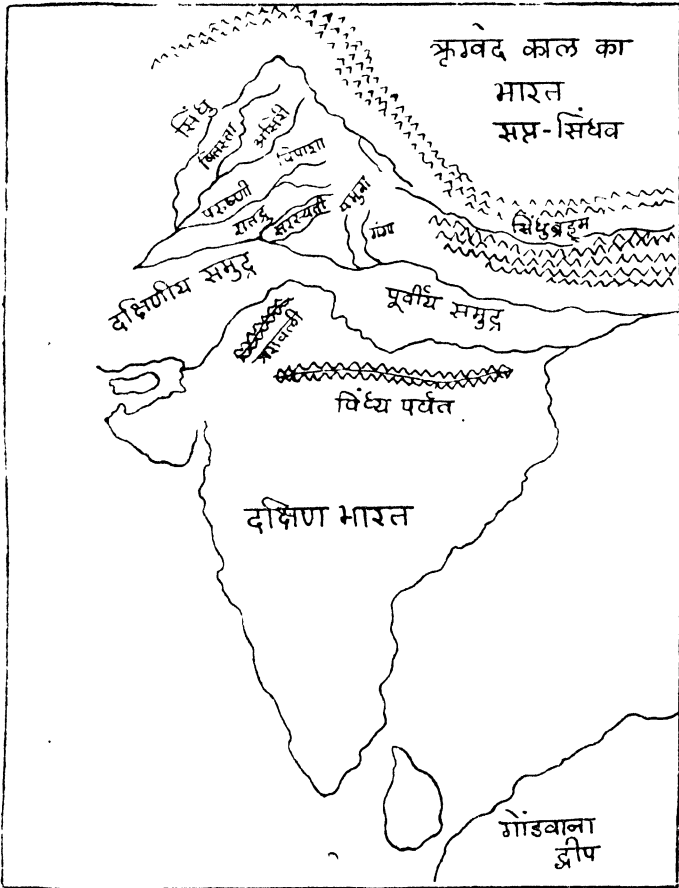 ऋग्वेद काल का
भारत
सप्त-सिंधव
सिंधु
वितस्ता
असिक्री
विपाशा
परुष्णी
शतद्रु
सरस्वती
यमुना
गंगा
सिंधुब्रह्म
दक्षिणीय समुद्र
पूर्वीय समुद्र
अरावली
विंध्य पर्वत
दक्षिण भारत
गोंडवाना
द्वीप